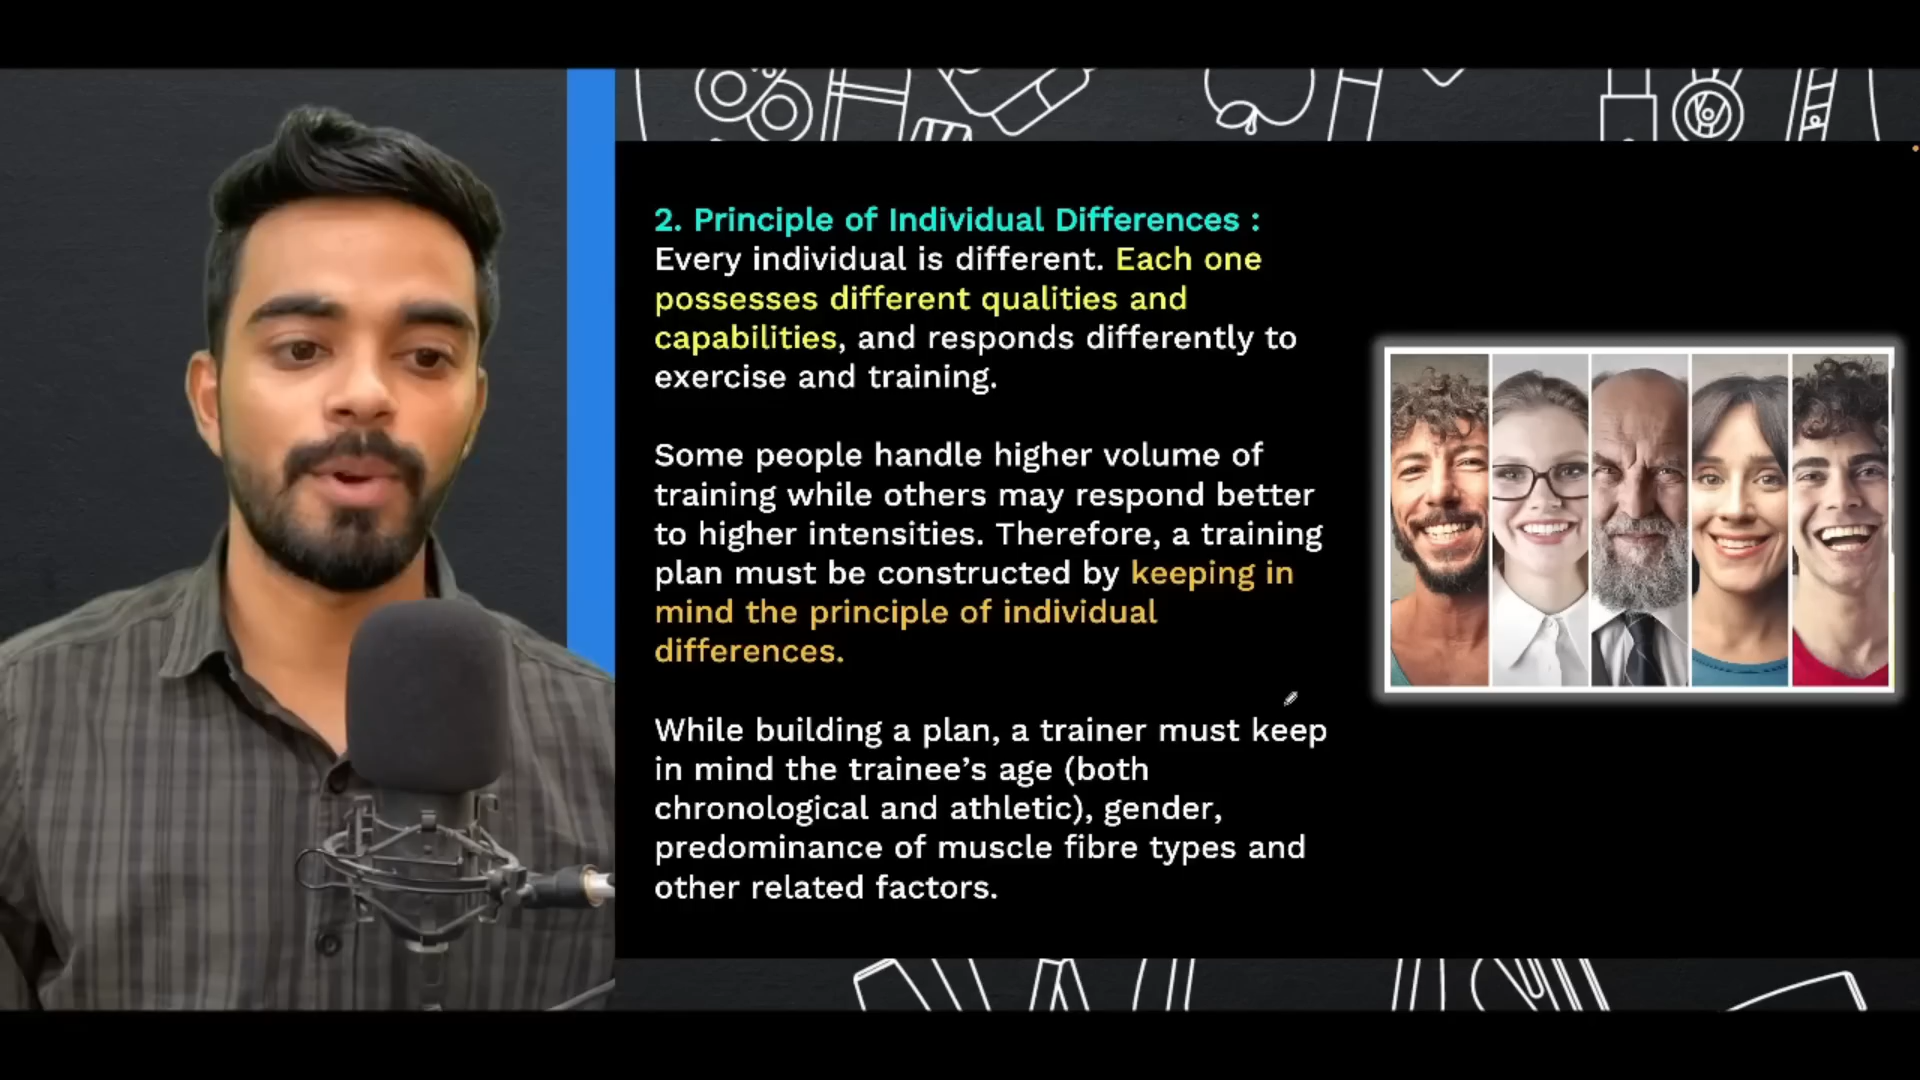 2. Principle of Individual Differences :
Every individual is different. Each one
possesses different qualities and
capabilities, and responds differently to
exercise and training.
Some people handle higher volume of
training while others may respond better
to higher intensities. Therefore, a training
plan must be constructed by keeping in
mind the principle of individual
differences.
While building a plan, a trainer must keep
in mind the trainee’s age (both
chronological and athletic), gender,
predominance of muscle fibre types and
other related factors.